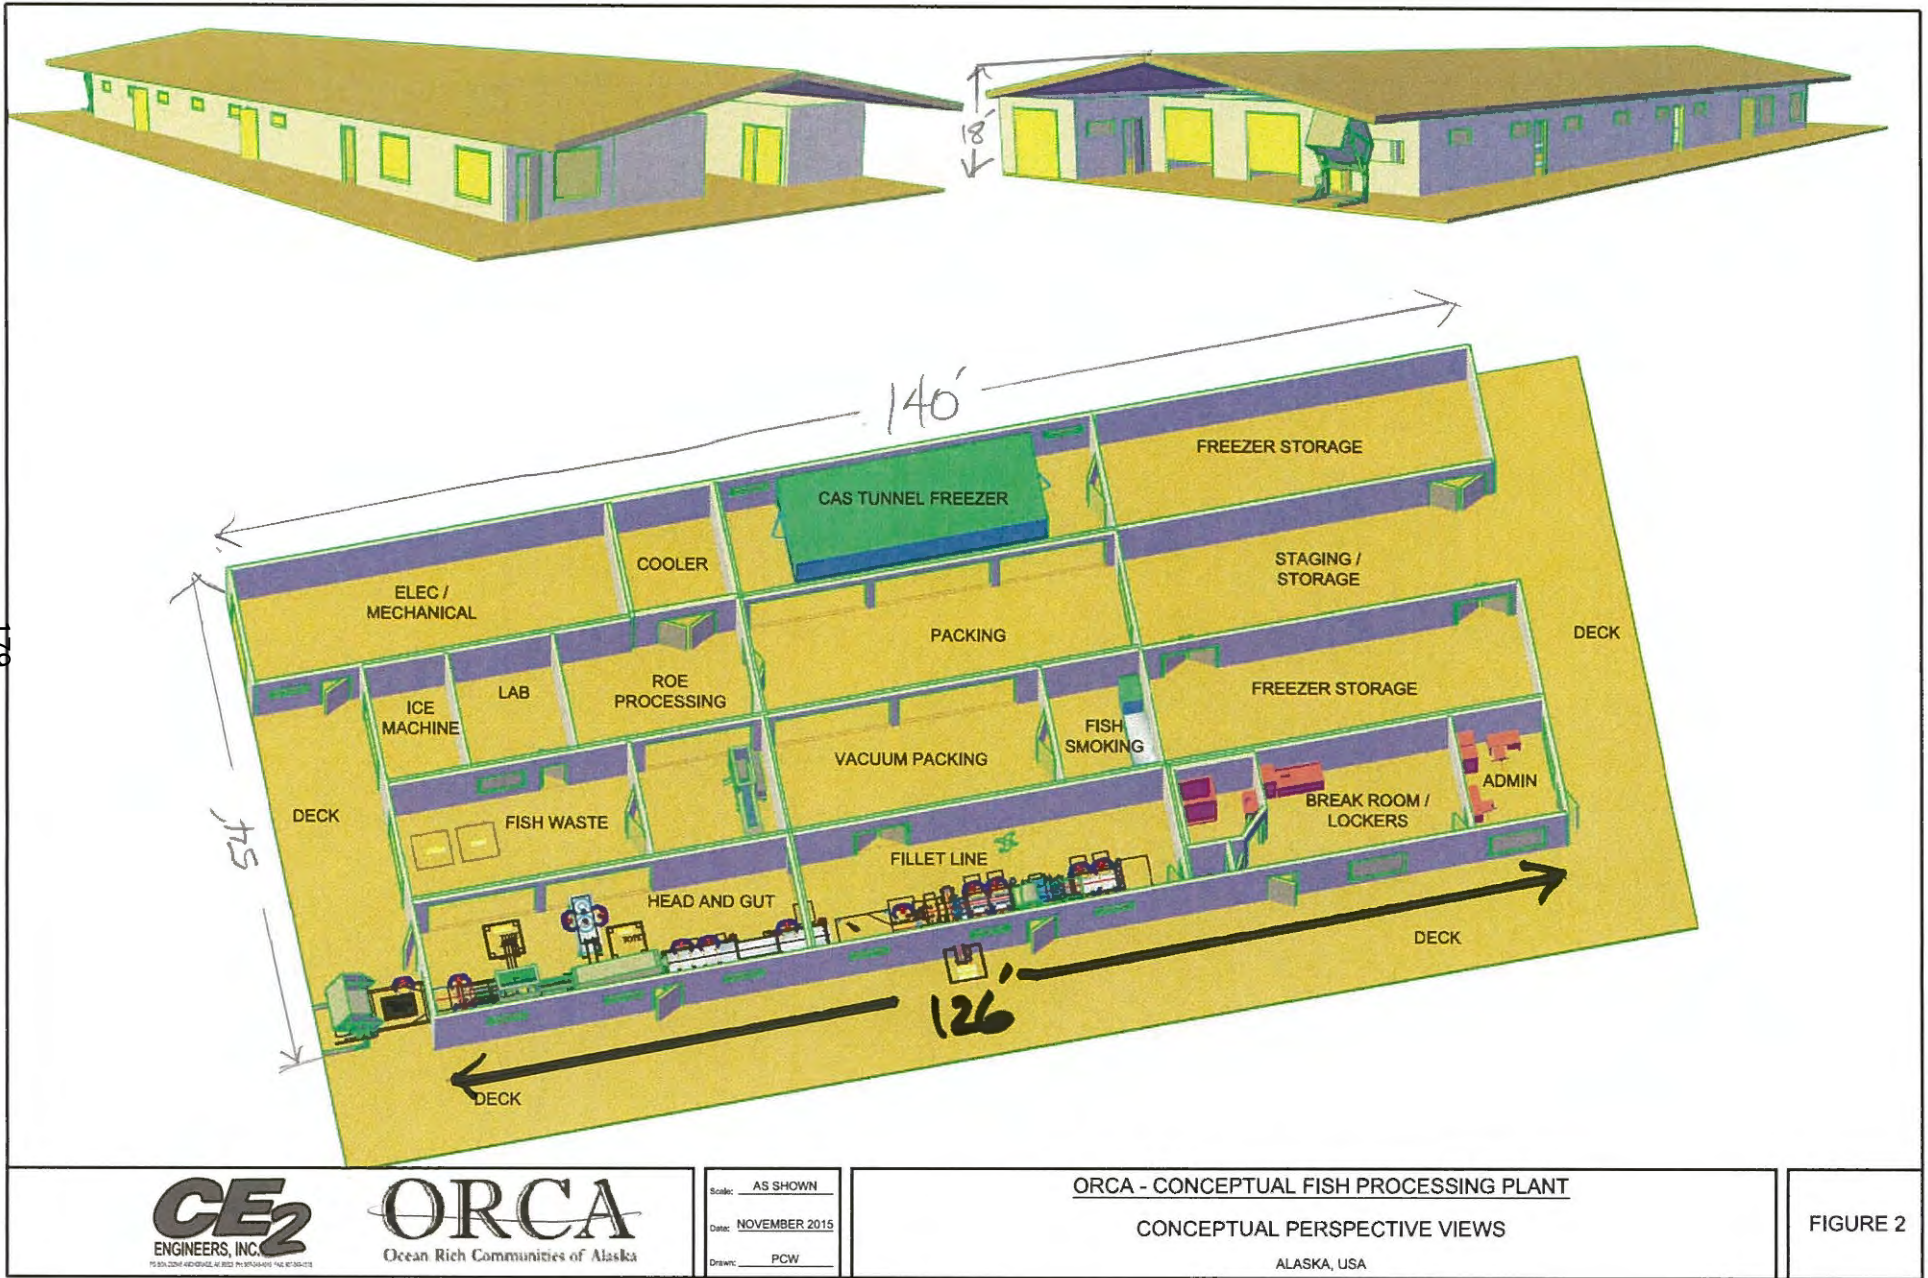 18'
140'
FREEZER STORAGE
CAS TUNNEL FREEZER
COOLER
STAGING /
STORAGE
ELEC /
MECHANICAL
DECK
PACKING
ROE
PROCESSING
LAB
ICE
MACHINE
FREEZER STORAGE
FISH
SMOKING
VACUUM PACKING
ADMIN
BREAK ROOM /
LOCKERS
DECK
FISH WASTE
54'
FILLET LINE
HEAD AND GUT
TOTE
DECK
126'
DECK
179
CE2
ENGINEERS, INC.
ORCA
Ocean Rich Communities of Alaska
Scale: AS SHOWN
Date: NOVEMBER 2015
Drawn: PCW
ORCA - CONCEPTUAL FISH PROCESSING PLANT
CONCEPTUAL PERSPECTIVE VIEWS
ALASKA, USA
FIGURE 2